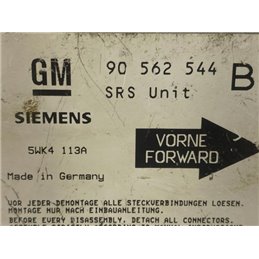 GM 90 562 544 B
SRS Unit
SIEMENS
VORNE
FORWARD
5WK4 113A
Made in Germany
VOR JEDER DEMONTAGE ALLE STECKVERBINDUNGEN LOESEN.
MONTAGE NUR NACH EINBAUANLEITUNG.
BEFORE EVERY DISASSEMBLY, DETACH ALL CONNECTORS.